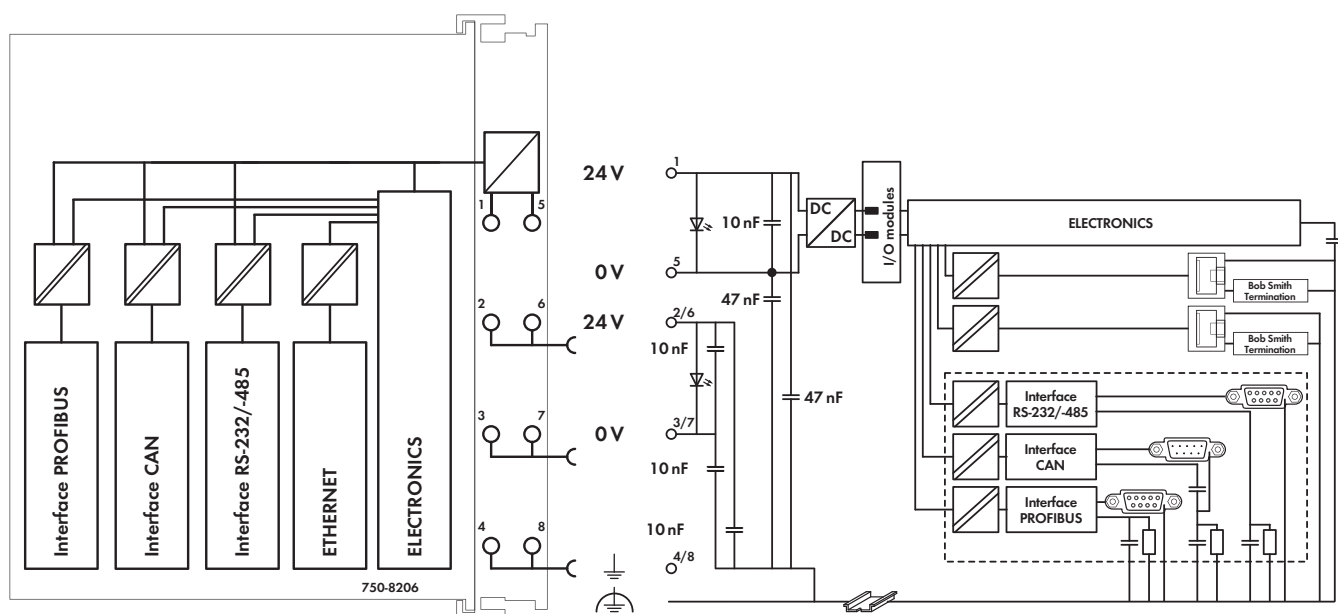 Interface PROFIBUS
Interface CAN
Interface RS-232/-485
ETHERNET
ELECTRONICS
750-8206
1
5
2
6
3
7
4
8
24 V
0 V
24 V
0 V
1
5
2/6
3/7
4/8
10 nF
47 nF
10 nF
47 nF
10 nF
10 nF
DC
DC
I/O modules
ELECTRONICS
Bob Smith
Termination
Bob Smith
Termination
Interface
RS-232/-485
Interface
CAN
Interface
PROFIBUS